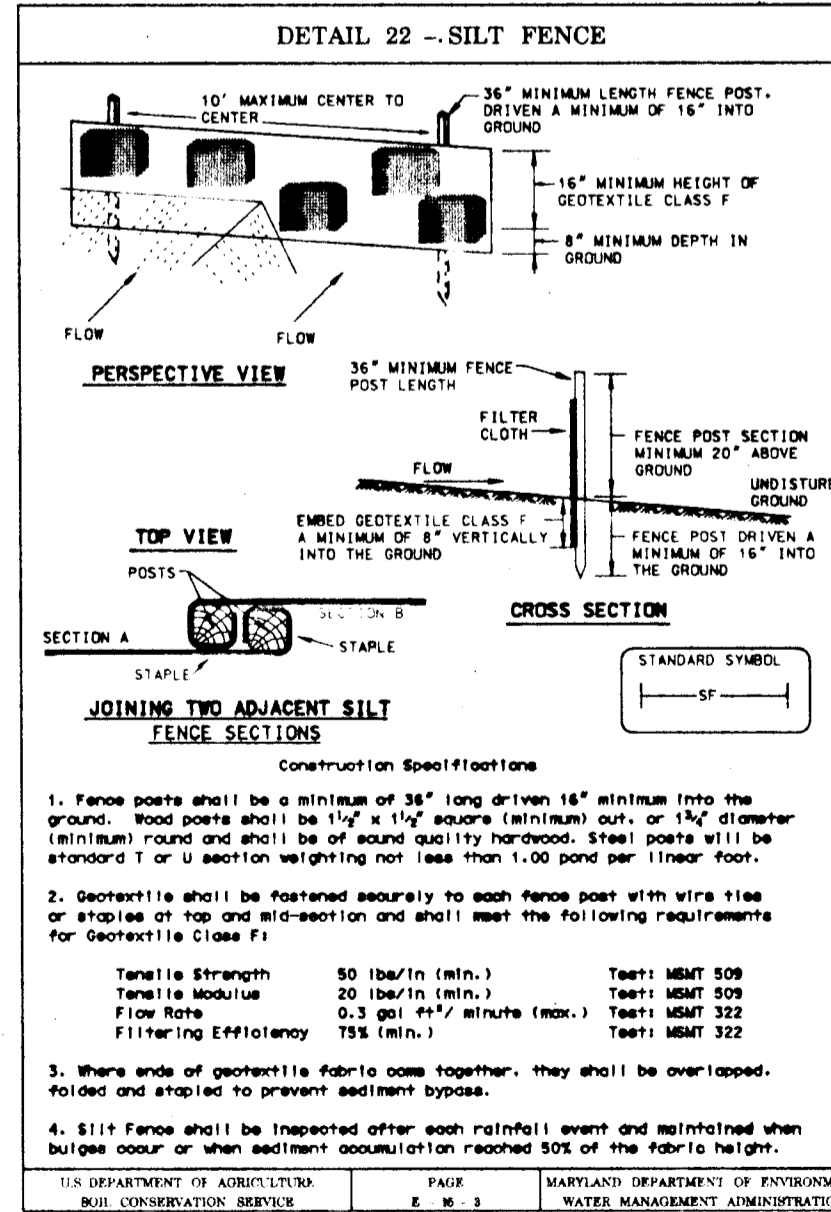 DETAIL 22 -. SILT FENCE
10' MAXIMUM CENTER TO
CENTER
36" MINIMUM LENGTH FENCE POST,
DRIVEN A MINIMUM OF 16" INTO
GROUND
16" MINIMUM HEIGHT OF
GEOTEXTILE CLASS F
8" MINIMUM DEPTH IN
GROUND
FLOW
FLOW
PERSPECTIVE VIEW
36" MINIMUM FENCE
POST LENGTH
FILTER
CLOTH
FENCE POST SECTION
MINIMUM 20" ABOVE
GROUND
FLOW
UNDISTURB
GROUND
EMBED GEOTEXTILE CLASS F
A MINIMUM OF 8" VERTICALLY
INTO THE GROUND
FENCE POST DRIVEN A
MINIMUM OF 16" INTO
THE GROUND
CROSS SECTION
TOP VIEW
POSTS
SECTION B
SECTION A
STAPLE
STAPLE
JOINING TWO ADJACENT SILT
FENCE SECTIONS
STANDARD SYMBOL
SF
Construction Specifications
1. Fence posts shall be a minimum of 36" long driven 16" minimum into the
ground. Wood posts shall be 1 1/2" x 1 1/2" square (minimum) cut, or 1 3/4" diameter
(minimum) round and shall be of sound quality hardwood. Steel posts will be
standard T or U section weighting not less than 1.00 pond per linear foot.
2. Geotextile shall be fastened securely to each fence post with wire ties
or staples at top and mid-section and shall meet the following requirements
for Geotextile Class F:
Tensile Strength 50 lbs/in (min.) Test: MSMT 509
Tensile Modulus 20 lbs/in (min.) Test: MSMT 509
Flow Rate 0.3 gal ft²/ minute (max.) Test: MSMT 322
Filtering Efficiency 75% (min.) Test: MSMT 322
3. Where ends of geotextile fabric come together, they shall be overlapped,
folded and stapled to prevent sediment bypass.
4. Silt Fence shall be inspected after each rainfall event and maintained when
bulges occur or when sediment accumulation reached 50% of the fabric height.
U.S DEPARTMENT OF AGRICULTURE
SOIL CONSERVATION SERVICE
PAGE
E - 16 - 3
MARYLAND DEPARTMENT OF ENVIRONM
WATER MANAGEMENT ADMINISTRATIO